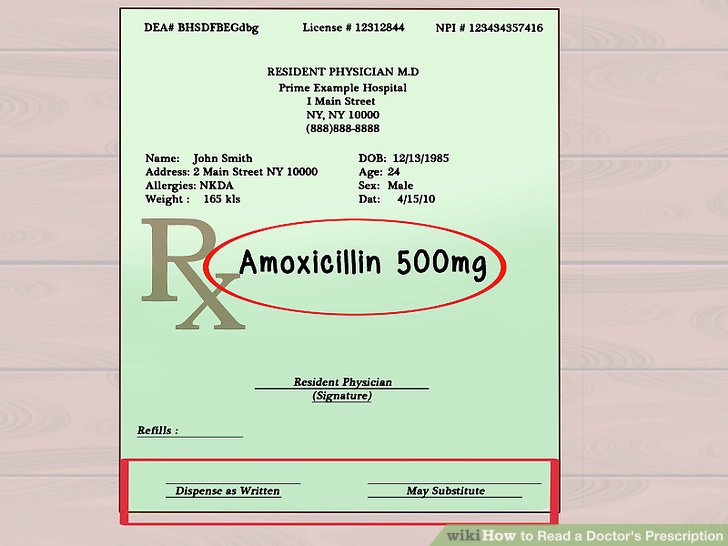 DEA# BHSDFBEGdbg License # 12312844 NPI # 123434357416
RESIDENT PHYSICIAN M.D
Prime Example Hospital
1 Main Street
NY, NY 10000
(888)888-8888
Name: John Smith DOB: 12/13/1985
Address: 2 Main Street NY 10000 Age: 24
Allergies: NKDA Sex: Male
Weight : 165 kls Dat: 4/15/10
Rx Amoxicillin 500mg
Resident Physician
(Signature)
Refills :
Dispense as Written May Substitute
wikiHow to Read a Doctor's Prescription